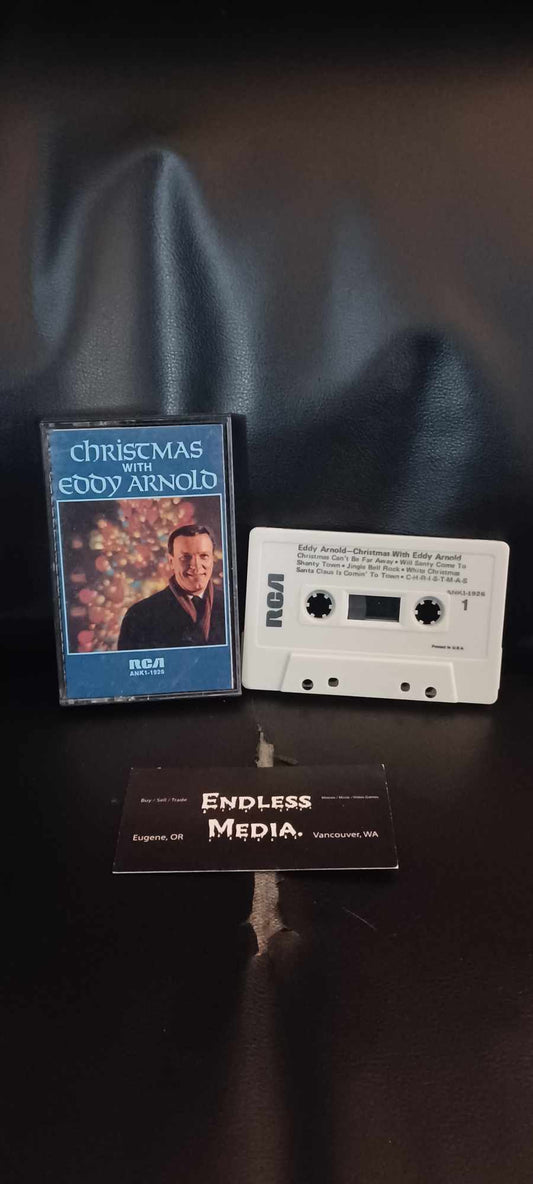 Christmas
WITH
Eddy Arnold
RCA
ANK1-1926
Eddy Arnold—Christmas With Eddy Arnold
Christmas Can't Be Far Away • Will Santy Come To
Shanty Town • Jingle Bell Rock • White Christmas
Santa Claus Is Comin' To Town • C-H-R-I-S-T-M-A-S
ANK1-1926
RCA
1
Printed in U.S.A.
Buy / Sell / Trade
Endless
Movies / Music / Video Games
Media.
Eugene, OR
Vancouver, WA